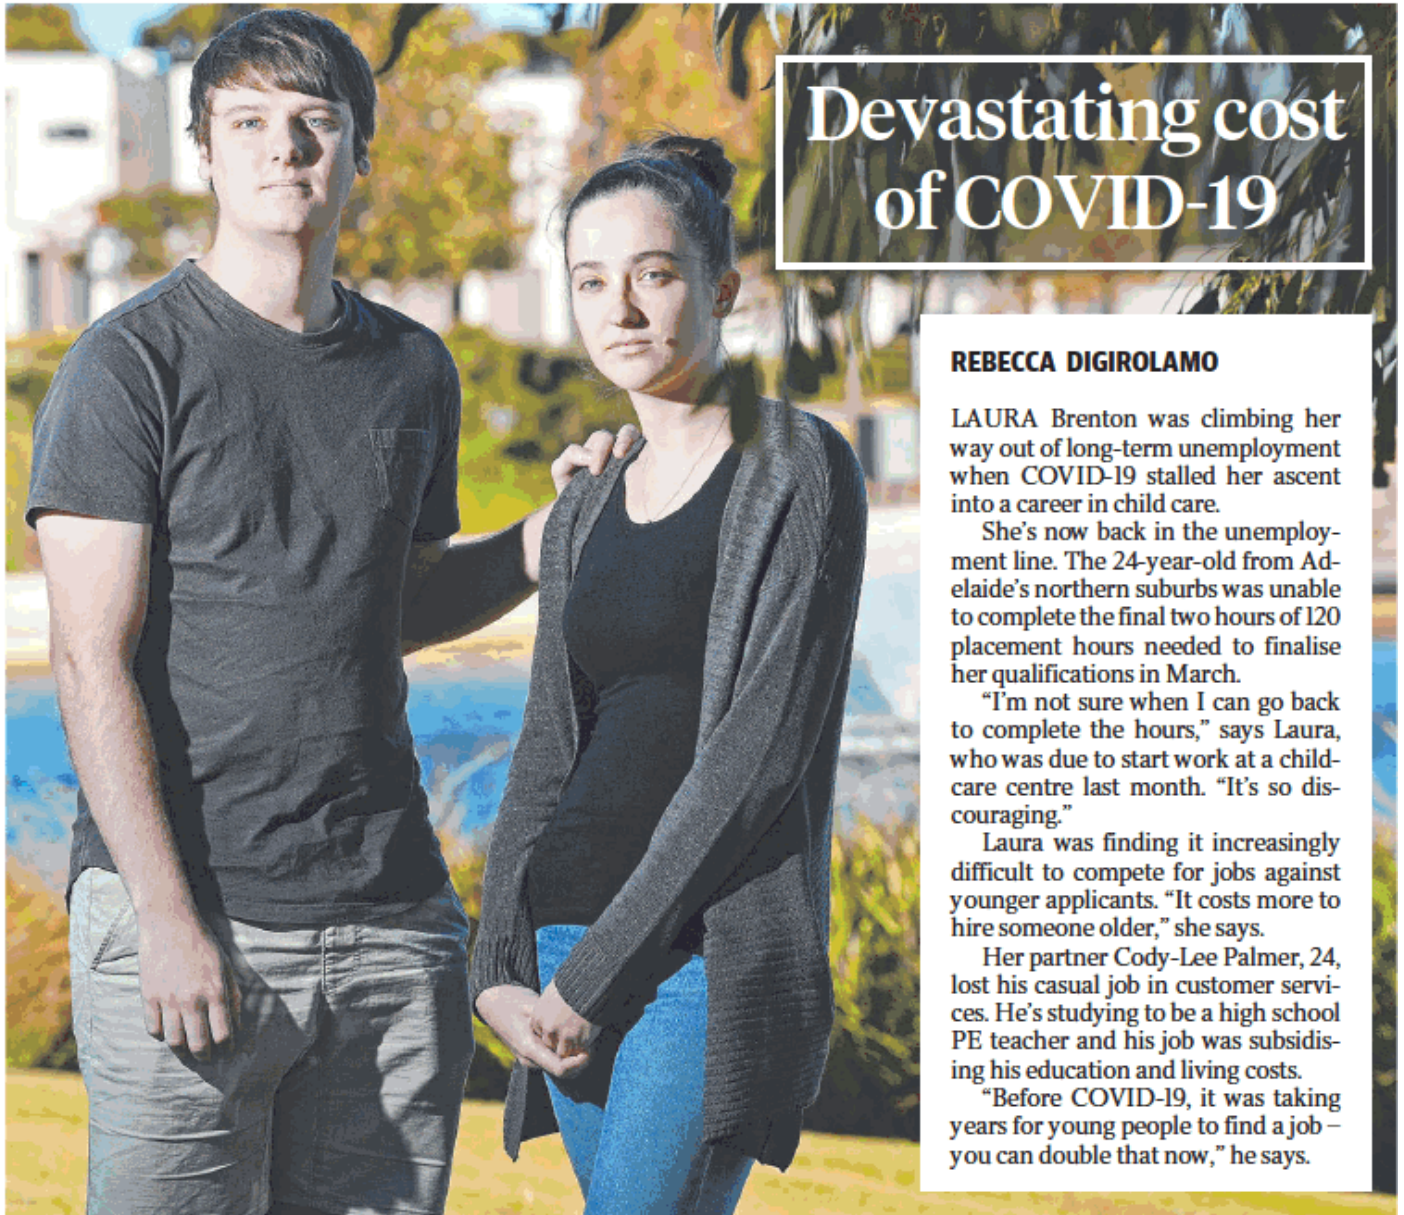 Devastating cost
of COVID-19
REBECCA DIGIROLAMO
LAURA Brenton was climbing her
way out of long-term unemployment
when COVID-19 stalled her ascent
into a career in child care.
She's now back in the unemploy-
ment line. The 24-year-old from Ad-
elaide's northern suburbs was unable
to complete the final two hours of 120
placement hours needed to finalise
her qualifications in March.
“I'm not sure when I can go back
to complete the hours,” says Laura,
who was due to start work at a child-
care centre last month. “It's so dis-
couraging.”
Laura was finding it increasingly
difficult to compete for jobs against
younger applicants. “It costs more to
hire someone older,” she says.
Her partner Cody-Lee Palmer, 24,
lost his casual job in customer servi-
ces. He's studying to be a high school
PE teacher and his job was subsidis-
ing his education and living costs.
“Before COVID-19, it was taking
years for young people to find a job –
you can double that now,” he says.